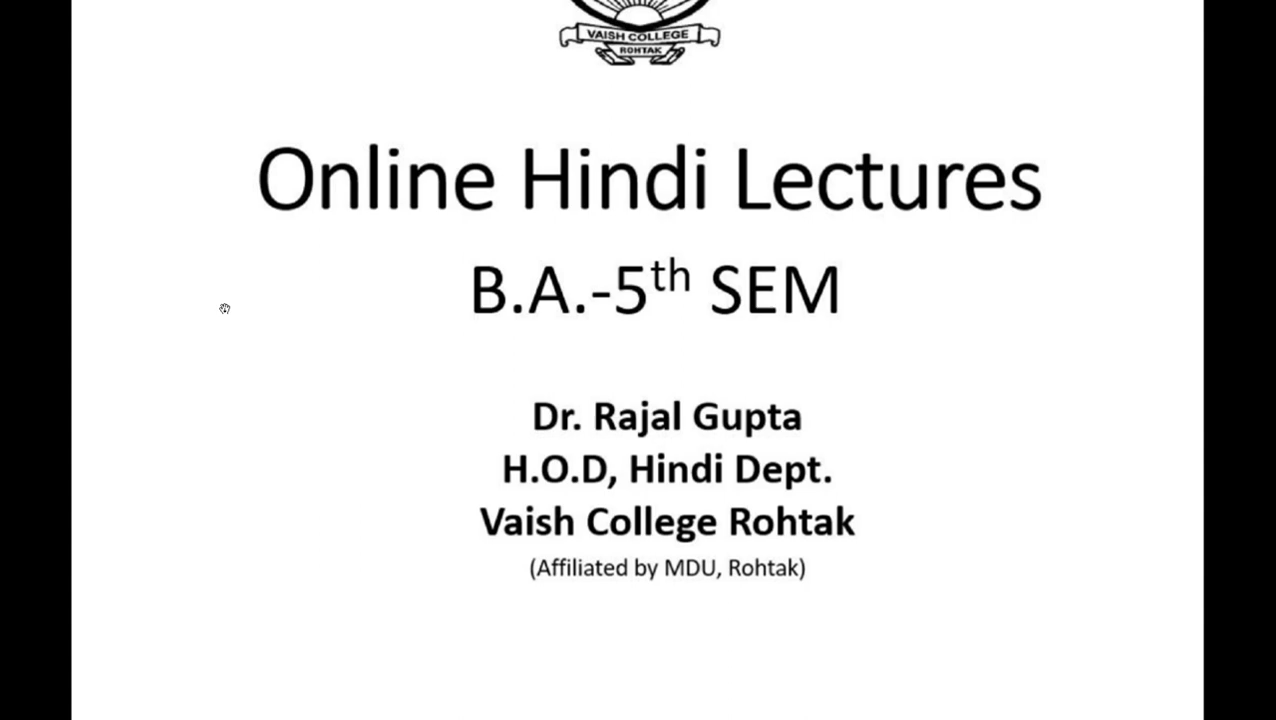 VAISH COLLEGE
ROHTAK
Online Hindi Lectures
B.A.-5th SEM
Dr. Rajal Gupta
H.O.D, Hindi Dept.
Vaish College Rohtak
(Affiliated by MDU, Rohtak)